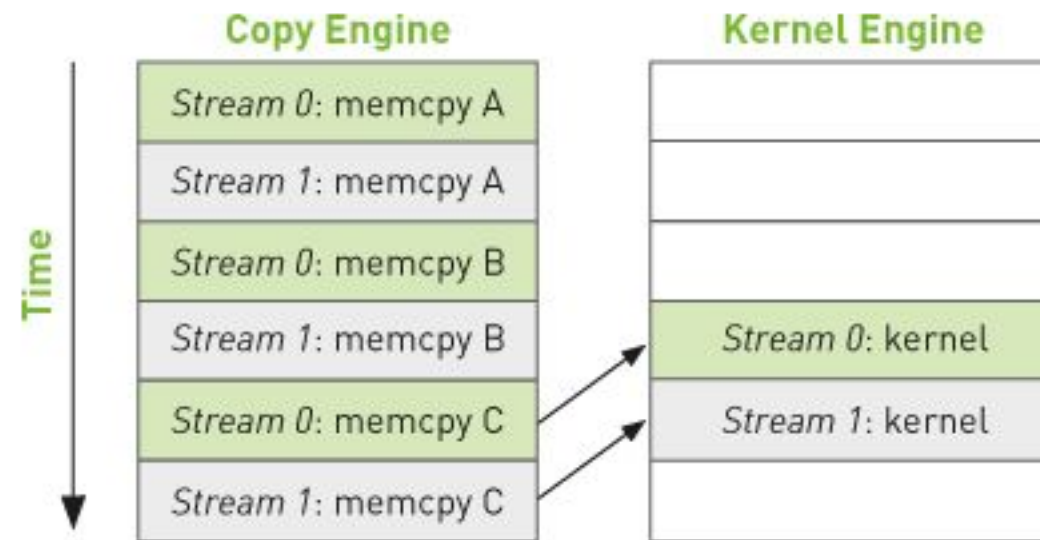 Copy Engine
Kernel Engine
Time
Stream 0: memcpy A
Stream 1: memcpy A
Stream 0: memcpy B
Stream 1: memcpy B
Stream 0: memcpy C
Stream 1: memcpy C
Stream 0: kernel
Stream 1: kernel